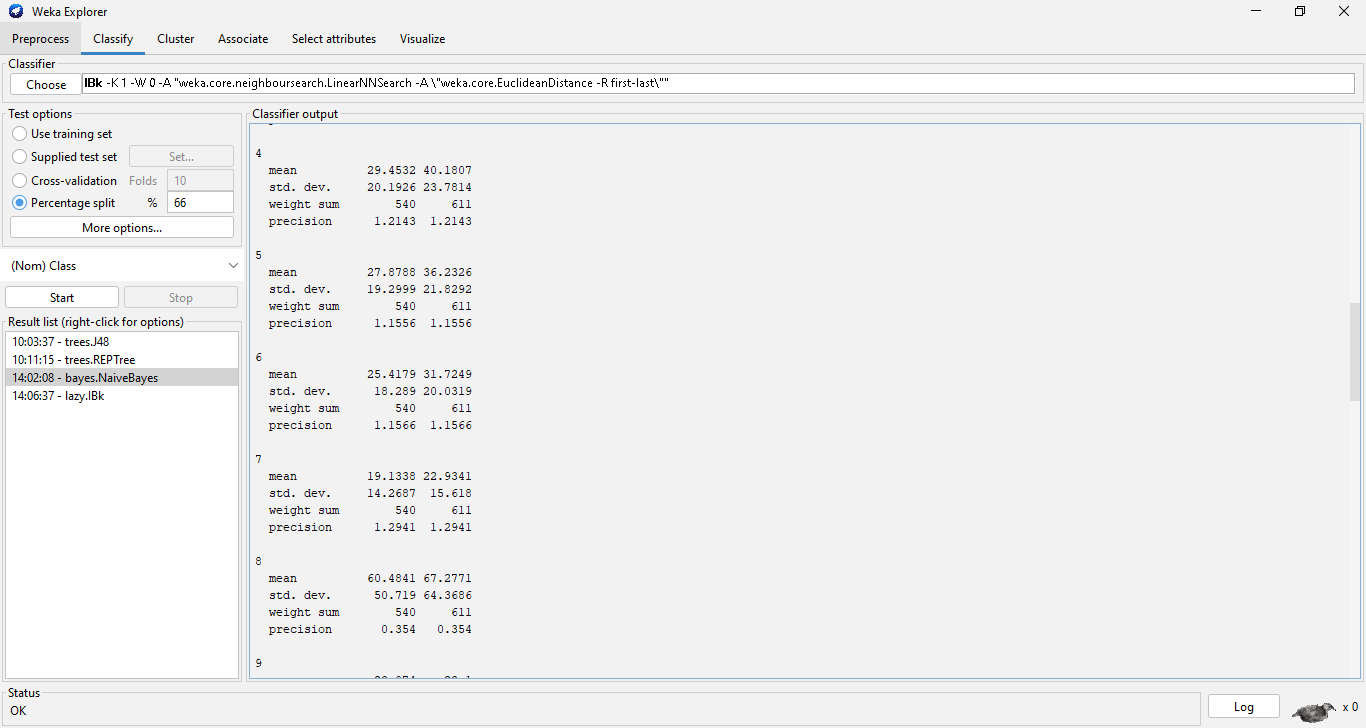 Weka Explorer
Preprocess Classify Cluster Associate Select attributes Visualize
Classifier
Choose IBk -K 1 -W 0 -A "weka.core.neighboursearch.LinearNNSearch -A \"weka.core.EuclideanDistance -R first-last\""
Test options
Use training set
Supplied test set Set...
Cross-validation Folds 10
Percentage split % 66
More options...
(Nom) Class
Start Stop
Result list (right-click for options)
10:03:37 - trees.J48
10:11:15 - trees.REPTree
14:02:08 - bayes.NaiveBayes
14:06:37 - lazy.IBk
Classifier output
4
mean 29.4532 40.1807
std. dev. 20.1926 23.7814
weight sum 540 611
precision 1.2143 1.2143
5
mean 27.8788 36.2326
std. dev. 19.2999 21.8292
weight sum 540 611
precision 1.1556 1.1556
6
mean 25.4179 31.7249
std. dev. 18.289 20.0319
weight sum 540 611
precision 1.1566 1.1566
7
mean 19.1338 22.9341
std. dev. 14.2687 15.618
weight sum 540 611
precision 1.2941 1.2941
8
mean 60.4841 67.2771
std. dev. 50.719 64.3686
weight sum 540 611
precision 0.354 0.354
9
Status
OK
Log x 0